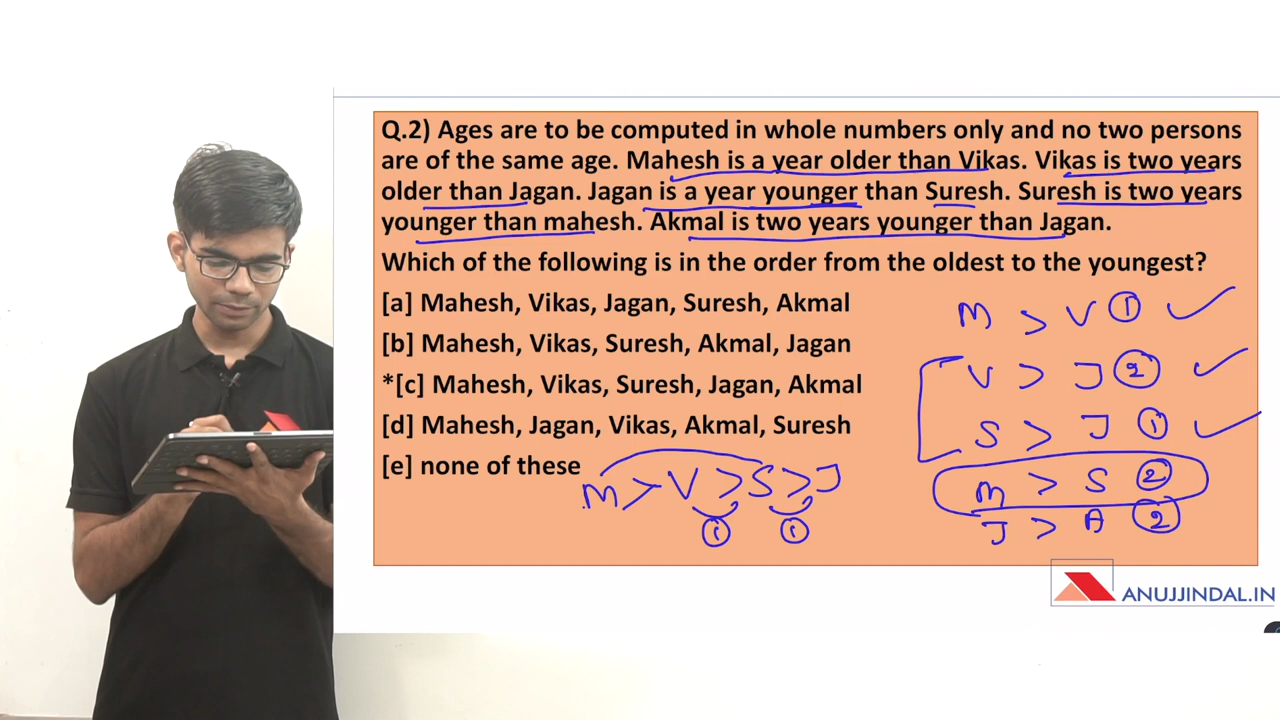 Q.2) Ages are to be computed in whole numbers only and no two persons
are of the same age. Mahesh is a year older than Vikas. Vikas is two years
older than Jagan. Jagan is a year younger than Suresh. Suresh is two years
younger than mahesh. Akmal is two years younger than Jagan.
Which of the following is in the order from the oldest to the youngest?
[a] Mahesh, Vikas, Jagan, Suresh, Akmal
[b] Mahesh, Vikas, Suresh, Akmal, Jagan
*[c] Mahesh, Vikas, Suresh, Jagan, Akmal
[d] Mahesh, Jagan, Vikas, Akmal, Suresh
[e] none of these
M > V > S > J
① ①
M > V ① ✓
V > J ② ✓
S > J ① ✓
M > S ②
J > A ②
ANUJJINDAL.IN